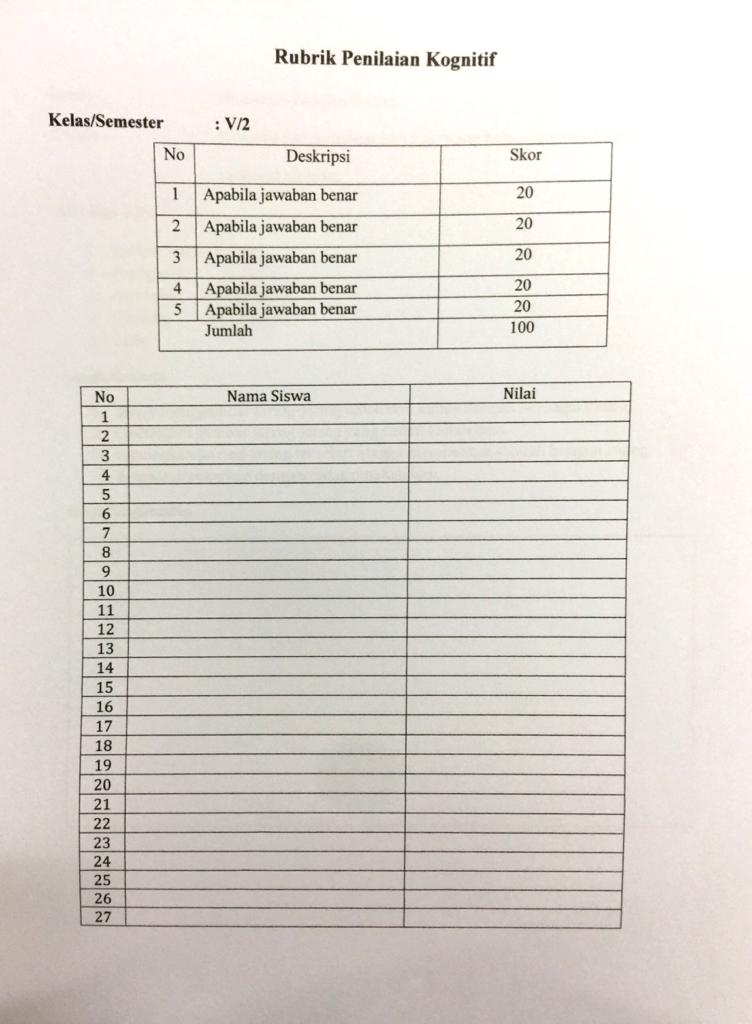 Rubrik Penilaian Kognitif
Kelas/Semester : V/2
No Deskripsi Skor
1 Apabila jawaban benar 20
2 Apabila jawaban benar 20
3 Apabila jawaban benar 20
4 Apabila jawaban benar 20
5 Apabila jawaban benar 20
Jumlah 100
No Nama Siswa Nilai
1
2
3
4
5
6
7
8
9
10
11
12
13
14
15
16
17
18
19
20
21
22
23
24
25
26
27